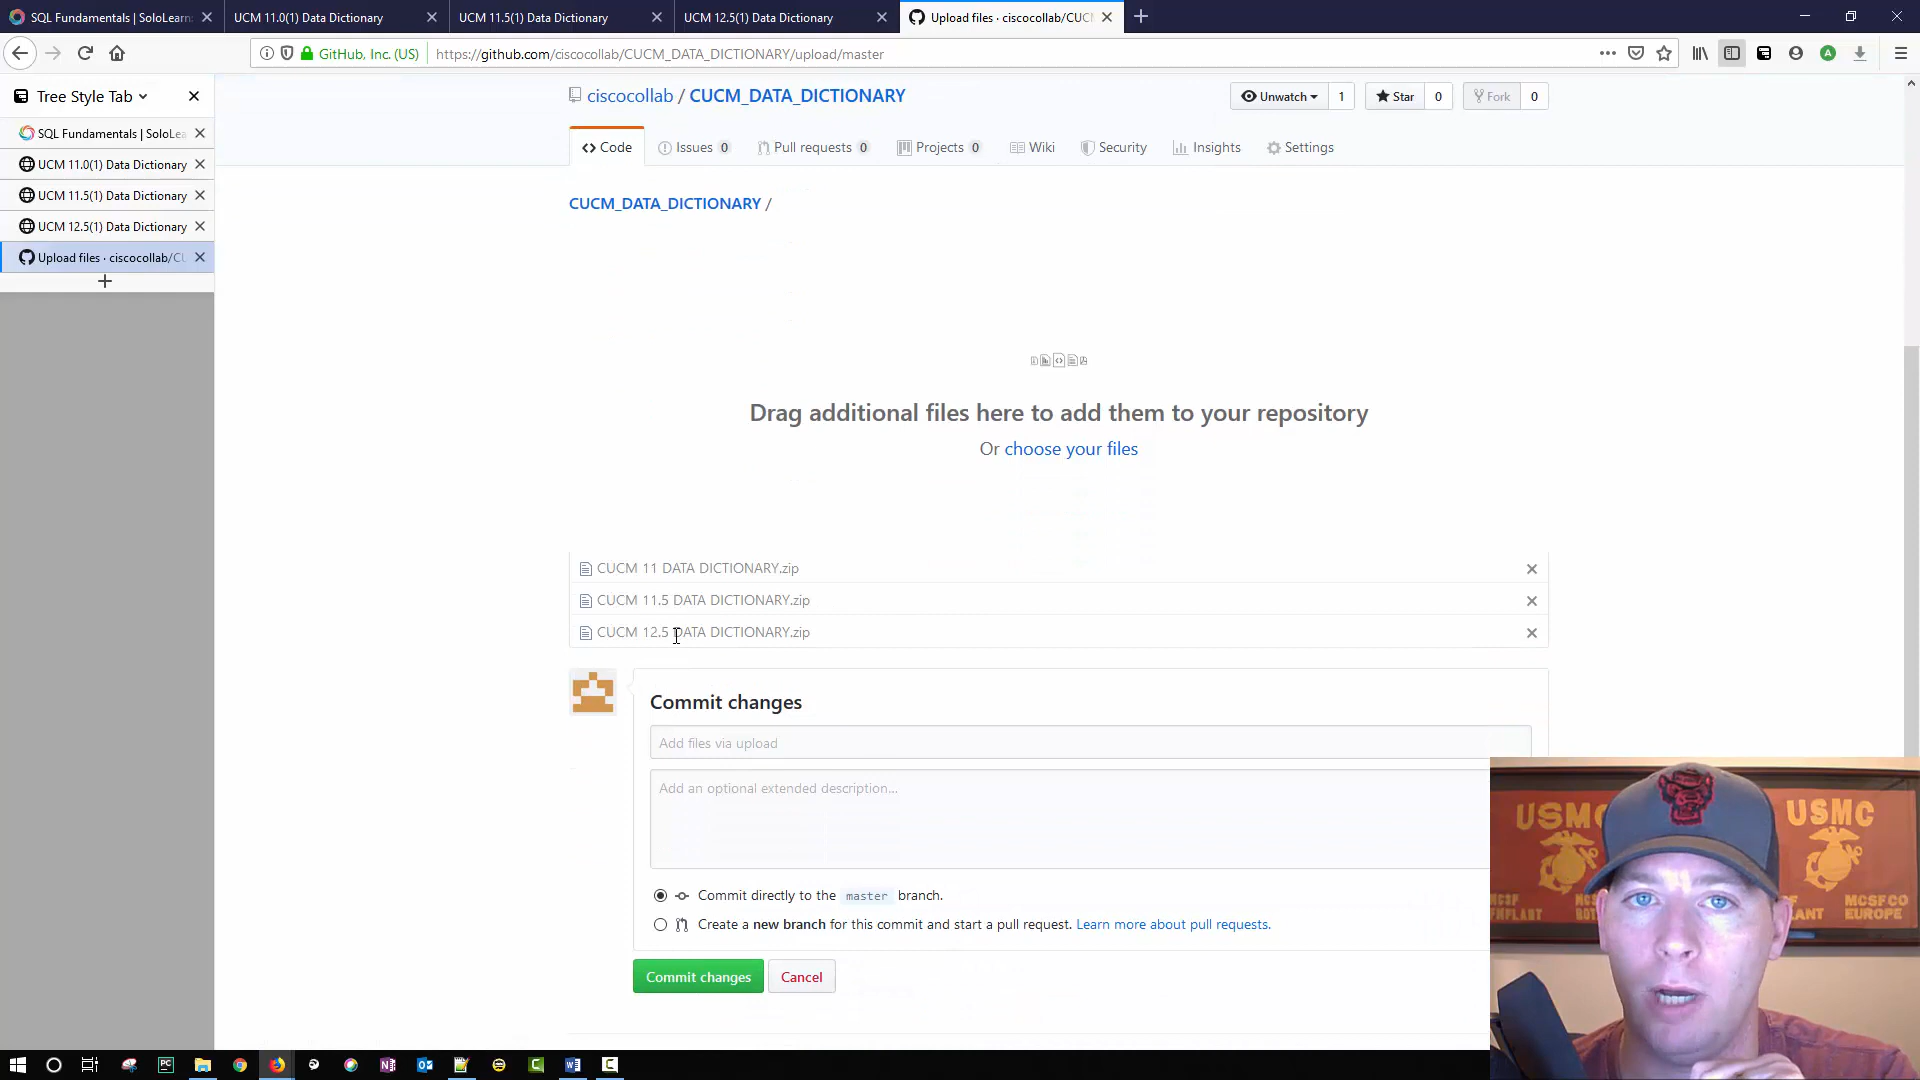 SQL Fundamentals | SoloLearn:
UCM 11.0(1) Data Dictionary
UCM 11.5(1) Data Dictionary
UCM 12.5(1) Data Dictionary
Upload files · ciscocollab/CUCM
GitHub, Inc. (US)
https://github.com/ciscocollab/CUCM_DATA_DICTIONARY/upload/master
Tree Style Tab
SQL Fundamentals | SoloLea
UCM 11.0(1) Data Dictionary
UCM 11.5(1) Data Dictionary
UCM 12.5(1) Data Dictionary
Upload files · ciscocollab/CU
ciscocollab / CUCM_DATA_DICTIONARY
Unwatch 1
Star 0
Fork 0
Code
Issues 0
Pull requests 0
Projects 0
Wiki
Security
Insights
Settings
CUCM_DATA_DICTIONARY /
Drag additional files here to add them to your repository
Or choose your files
CUCM 11 DATA DICTIONARY.zip
CUCM 11.5 DATA DICTIONARY.zip
CUCM 12.5 DATA DICTIONARY.zip
Commit changes
Add files via upload
Add an optional extended description...
Commit directly to the master branch.
Create a new branch for this commit and start a pull request. Learn more about pull requests.
Commit changes
Cancel
USMC
USMC
MCSF
MCSFCO
EUROPE